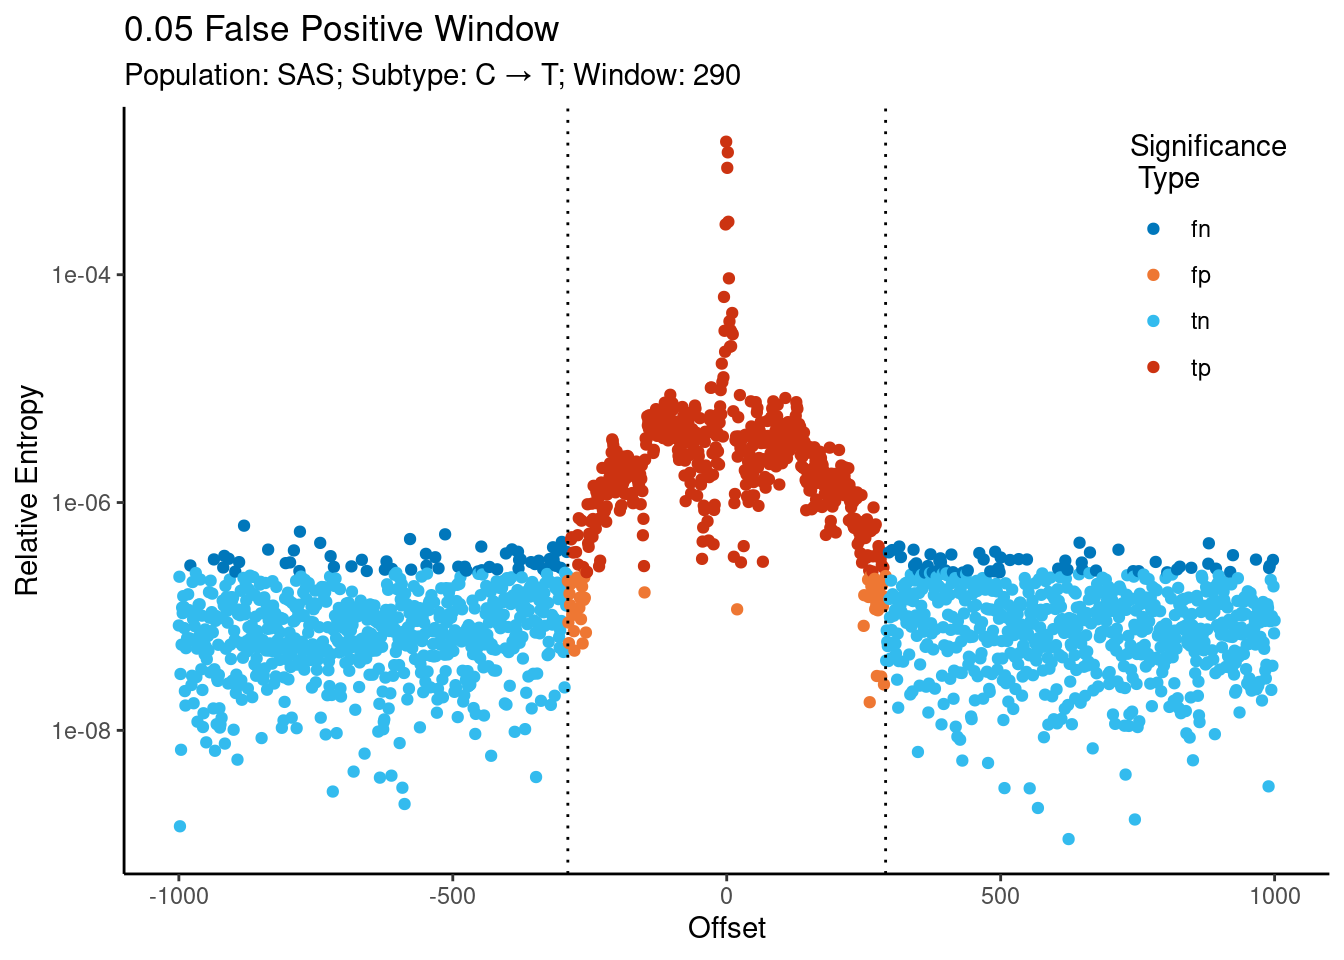 0.05 False Positive Window
Population: SAS; Subtype: C → T; Window: 290
Significance
Type
fn
fp
tn
tp
Relative Entropy
1e-04
1e-06
1e-08
-1000
-500
0
500
1000
Offset